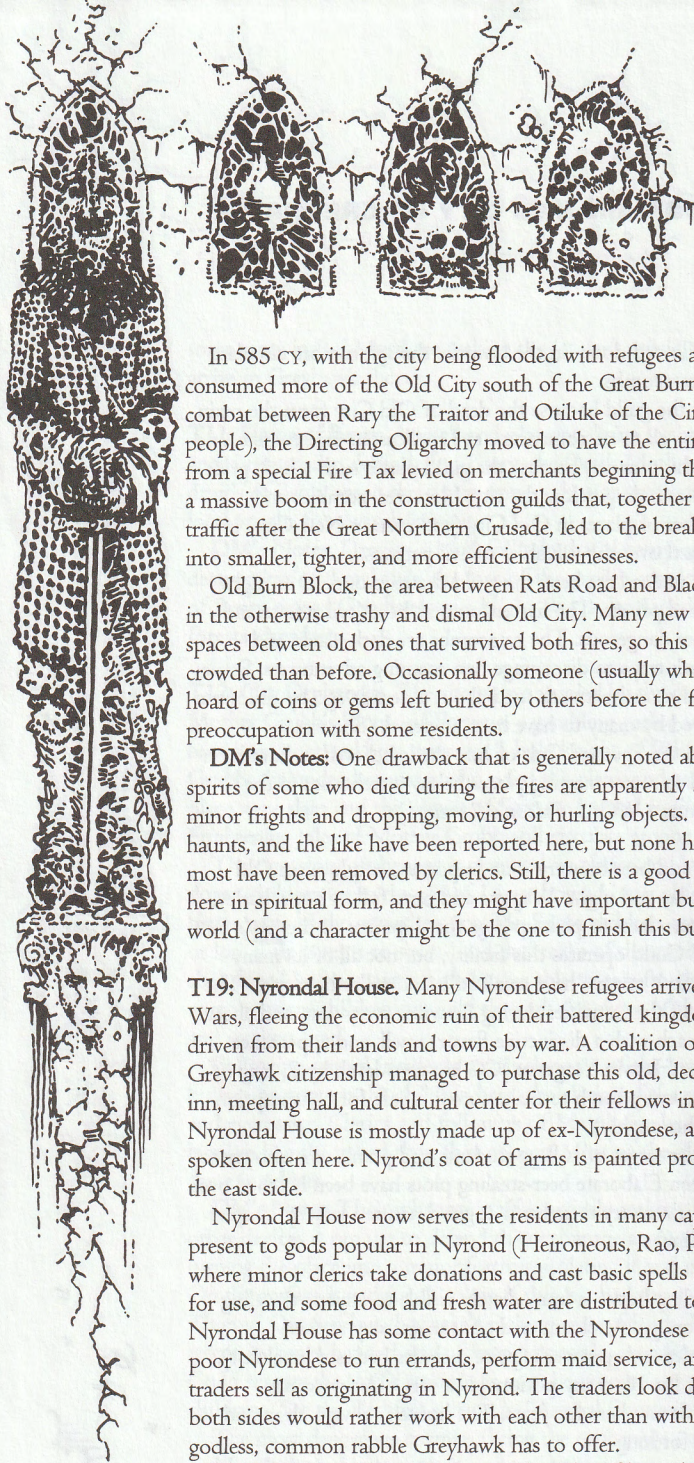 In 585 CY, with the city being flooded with refugees a
consumed more of the Old City south of the Great Burn
combat between Rary the Traitor and Otiluke of the Cir
people), the Directing Oligarchy moved to have the entir
from a special Fire Tax levied on merchants beginning th
a massive boom in the construction guilds that, together
traffic after the Great Northern Crusade, led to the break
into smaller, tighter, and more efficient businesses.
Old Burn Block, the area between Rats Road and Blac
in the otherwise trashy and dismal Old City. Many new
spaces between old ones that survived both fires, so this
crowded than before. Occasionally someone (usually wh
hoard of coins or gems left buried by others before the f
preoccupation with some residents.
DM's Notes: One drawback that is generally noted ab
spirits of some who died during the fires are apparently
minor frights and dropping, moving, or hurling objects.
haunts, and the like have been reported here, but none h
most have been removed by clerics. Still, there is a good
here in spiritual form, and they might have important bu
world (and a character might be the one to finish this bu
T19: Nyrondal House. Many Nyrondese refugees arrive
Wars, fleeing the economic ruin of their battered kingdo
driven from their lands and towns by war. A coalition o
Greyhawk citizenship managed to purchase this old, dec
inn, meeting hall, and cultural center for their fellows in
Nyrondal House is mostly made up of ex-Nyrondese, a
spoken often here. Nyrond's coat of arms is painted pro
the east side.
Nyrondal House now serves the residents in many ca
present to gods popular in Nyrond (Heironeous, Rao, P
where minor clerics take donations and cast basic spells
for use, and some food and fresh water are distributed to
Nyrondal House has some contact with the Nyrondese
poor Nyrondese to run errands, perform maid service, a
traders sell as originating in Nyrond. The traders look d
both sides would rather work with each other than with
godless, common rabble Greyhawk has to offer.